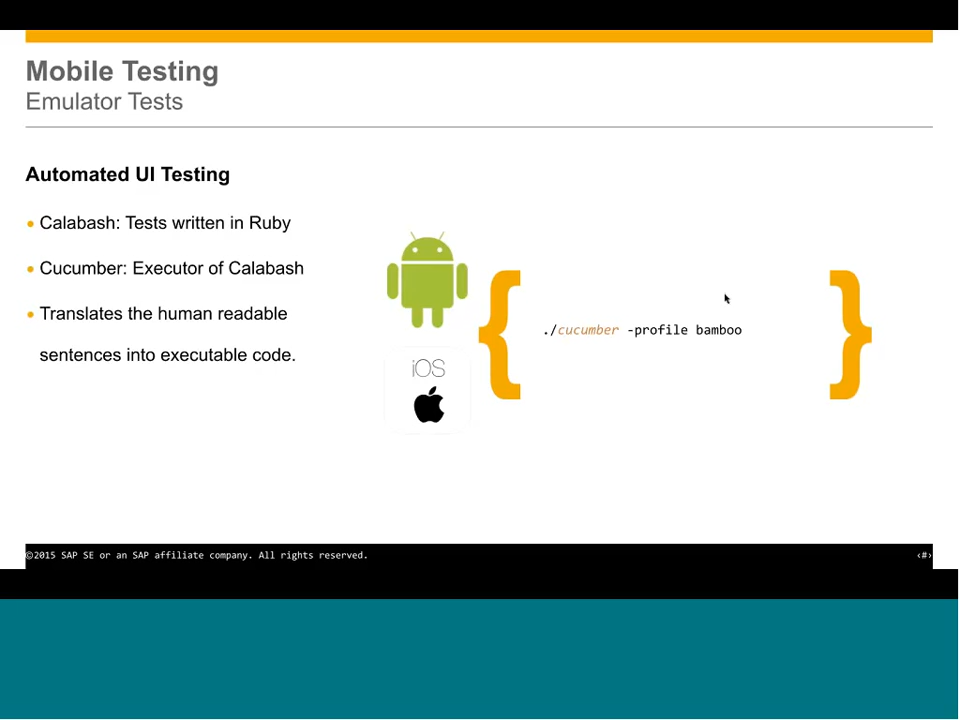 Mobile Testing
Emulator Tests
Automated UI Testing
• Calabash: Tests written in Ruby
• Cucumber: Executor of Calabash
• Translates the human readable
sentences into executable code.
iOS
{ ./cucumber -profile bamboo }
©2015 SAP SE or an SAP affiliate company. All rights reserved.
‹#›